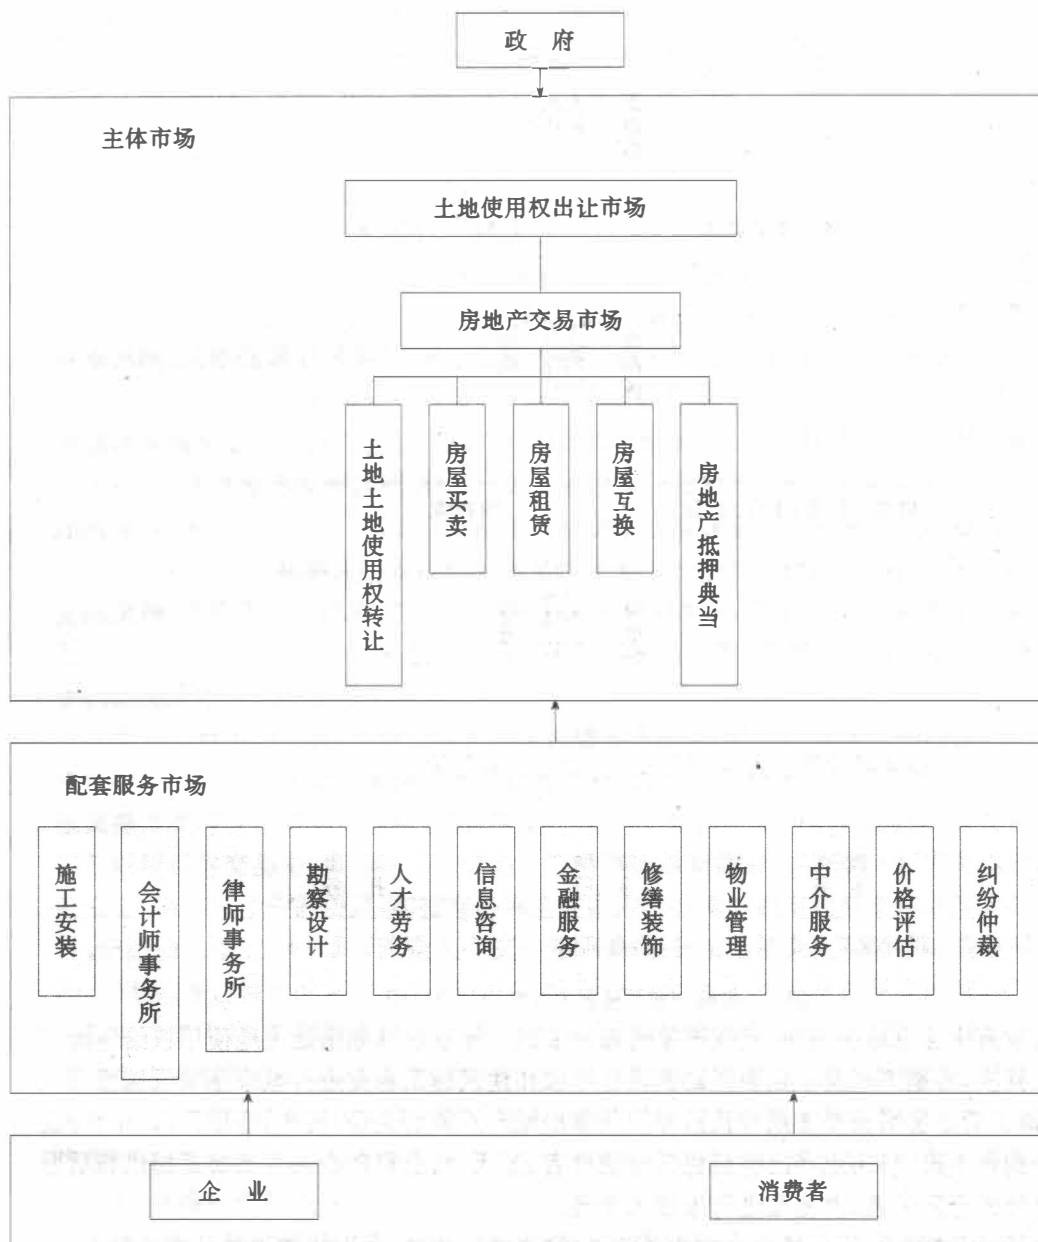 政 府
主体市场
土地使用权出让市场
房地产交易市场
土地土地使用权转让
房屋买卖
房屋租赁
房屋互换
房地产抵押典当
配套服务市场
施工安装
会计师事务所
律师事务所
勘察设计
人才劳务
信息咨询
金融服务
修缮装饰
物业管理
中介服务
价格评估
纠纷仲裁
企 业
消费者